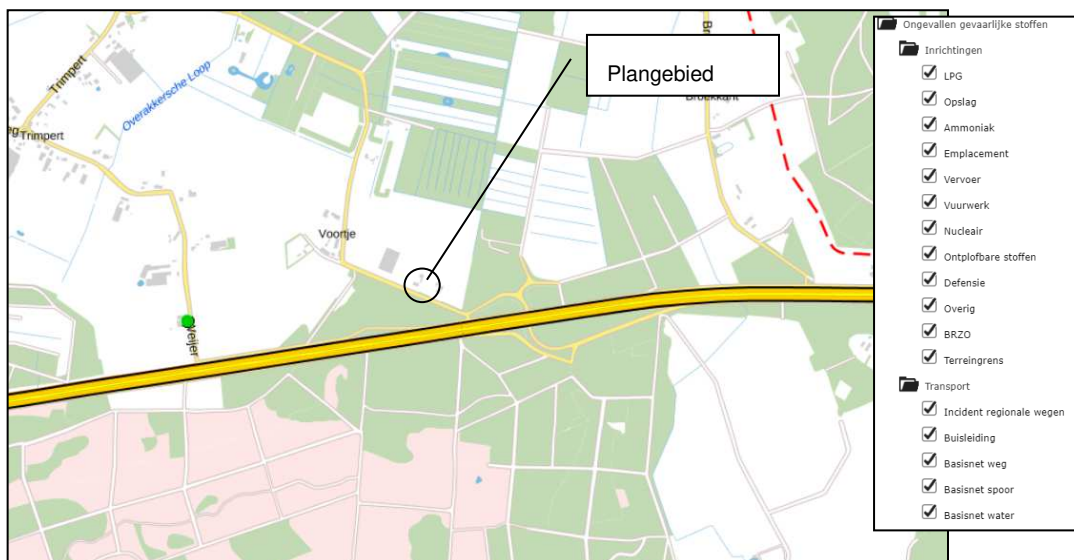 Trimpert
Overakkersche Loop
Trimpert
Voortje
Weijer
Plangebied
Broekkant
Ongevallen gevaarlijke stoffen
Inrichtingen
LPG
Opslag
Ammoniak
Emplacement
Vervoer
Vuurwerk
Nucleair
Ontplofbare stoffen
Defensie
Overig
BRZO
Terreingrens
Transport
Incident regionale wegen
Buisleiding
Basisnet weg
Basisnet spoor
Basisnet water